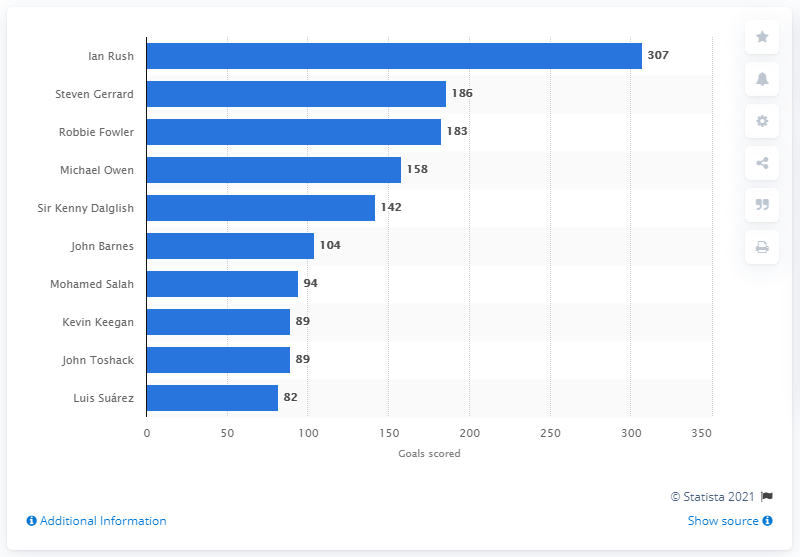 Ian Rush 307
Steven Gerrard 186
Robbie Fowler 183
Michael Owen 158
Sir Kenny Dalglish 142
John Barnes 104
Mohamed Salah 94
Kevin Keegan 89
John Toshack 89
Luis Suárez 82
0 50 100 150 200 250 300 350
Goals scored
© Statista 2021
Additional Information Show source